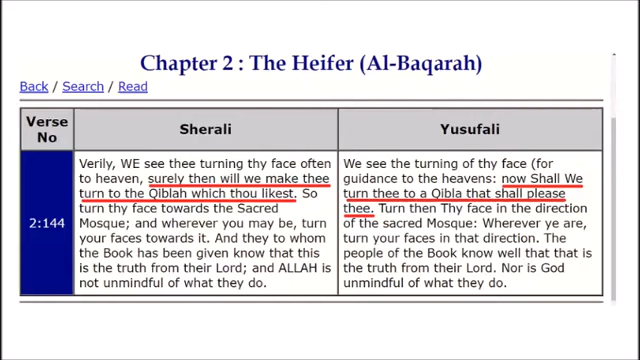 Chapter 2 : The Heifer (Al-Baqarah)
Back / Search / Read
Verse No
Sherali
Yusufali
2:144
Verily, WE see thee turning thy face often
to heaven, surely then will we make thee
turn to the Qiblah which thou likest. So
turn thy face towards the Sacred
Mosque; and wherever you may be, turn
your faces towards it. And they to whom
the Book has been given know that this
is the truth from their Lord; and ALLAH is
not unmindful of what they do.
We see the turning of thy face (for
guidance to the heavens: now Shall We
turn thee to a Qibla that shall please
thee. Turn then Thy face in the direction
of the sacred Mosque: Wherever ye are,
turn your faces in that direction. The
people of the Book know well that that is
the truth from their Lord. Nor is God
unmindful of what they do.